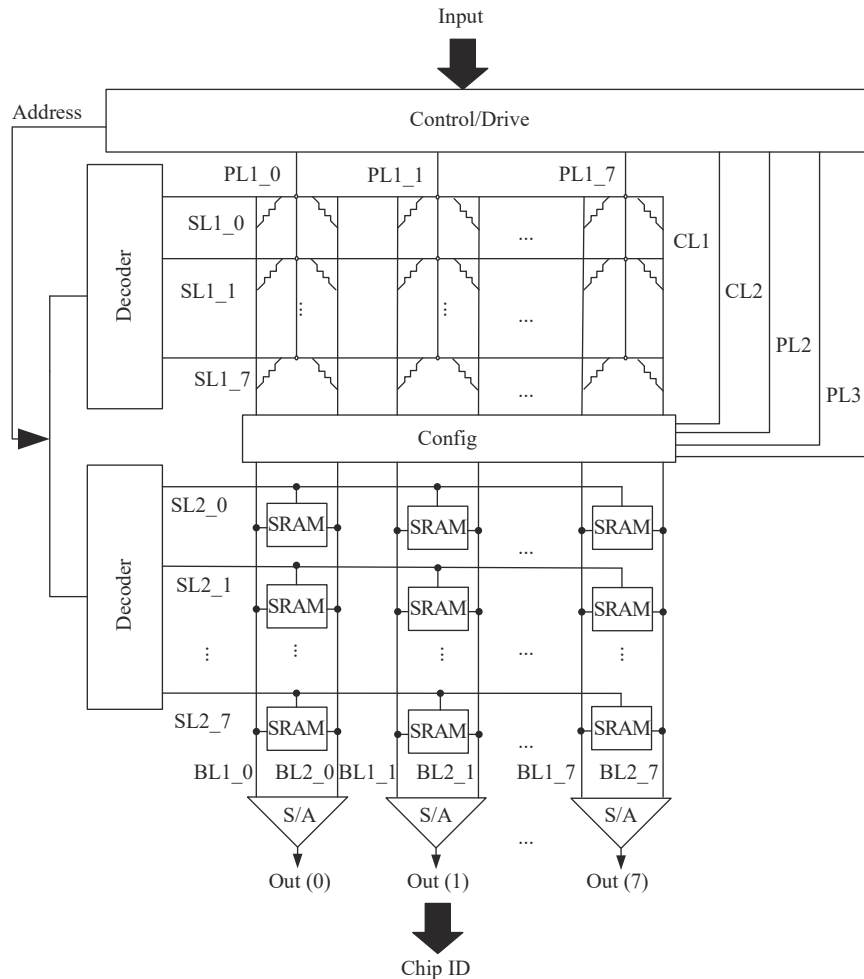 Input
Address
Control/Drive
PL1_0
PL1_1
PL1_7
Decoder
SL1_0
...
CL1
SL1_1
...
...
...
CL2
PL2
SL1_7
...
PL3
Config
Decoder
SL2_0
SRAM
SRAM
...
SRAM
SL2_1
SRAM
SRAM
SRAM
...
...
...
...
...
SL2_7
SRAM
SRAM
...
SRAM
BL1_0
BL2_0
BL1_1
BL2_1
BL1_7
BL2_7
S/A
S/A
...
S/A
Out (0)
Out (1)
Out (7)
Chip ID